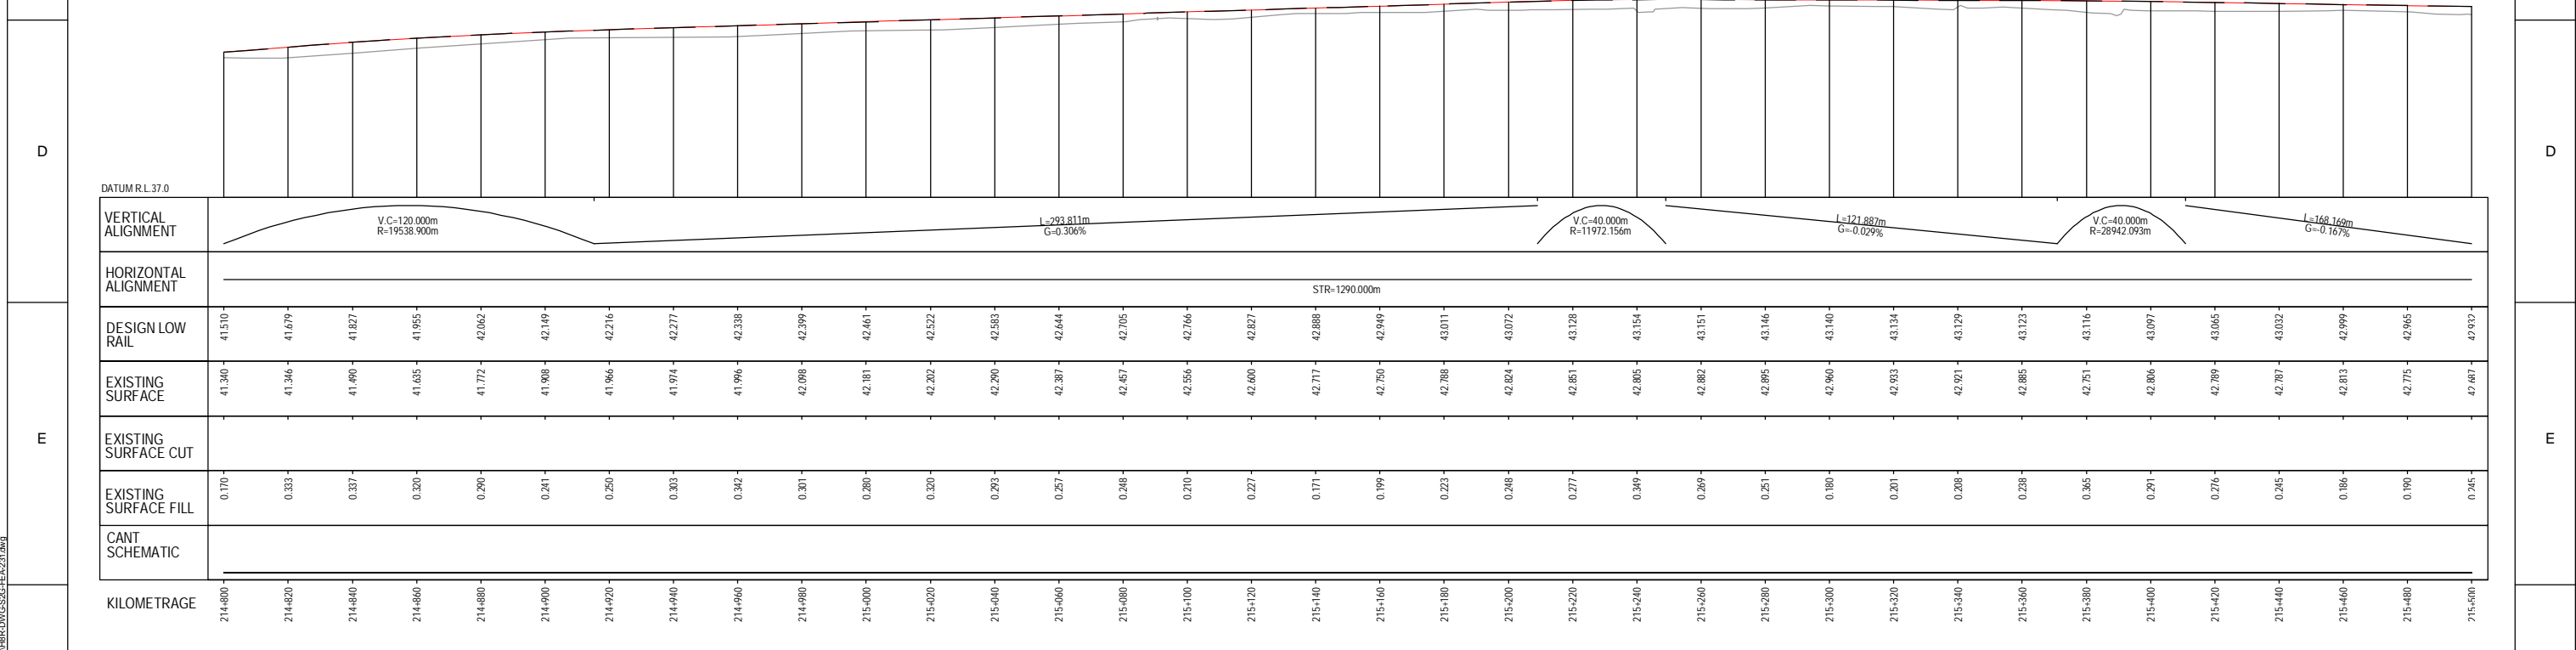 D
D
DATUM R.L.37.0
VERTICAL
ALIGNMENT
V.C=120.000m
R=19538.900m
L=293.811m
G=0.306%
V.C=40.000m
R=11972.156m
L=121.887m
G=-0.029%
V.C=40.000m
R=28942.093m
L=168.169m
G=-0.167%
HORIZONTAL
ALIGNMENT
STR=1290.000m
DESIGN LOW
RAIL
41.510 41.679 41.827 41.955 42.062 42.149 42.216 42.277 42.338 42.399 42.461 42.522 42.583 42.644 42.705 42.766 42.827 42.888 42.949 43.011 43.072 43.128 43.154 43.151 43.146 43.140 43.134 43.129 43.123 43.116 43.097 43.065 43.032 42.999 42.965 42.932
EXISTING
SURFACE
41.340 41.346 41.490 41.635 41.772 41.908 41.966 41.974 41.996 42.098 42.181 42.202 42.290 42.387 42.457 42.556 42.600 42.717 42.750 42.788 42.824 42.851 42.805 42.882 42.895 42.960 42.933 42.921 42.885 42.751 42.806 42.789 42.787 42.813 42.775 42.687
E
E
EXISTING
SURFACE CUT
EXISTING
SURFACE FILL
0.170 0.333 0.337 0.320 0.290 0.241 0.250 0.303 0.342 0.301 0.280 0.320 0.293 0.257 0.248 0.210 0.227 0.171 0.199 0.223 0.248 0.277 0.349 0.269 0.251 0.180 0.201 0.208 0.238 0.365 0.291 0.276 0.245 0.186 0.190 0.245
CANT
SCHEMATIC
KILOMETRAGE
214+800 214+820 214+840 214+860 214+880 214+900 214+920 214+940 214+960 214+980 215+000 215+020 215+040 215+060 215+080 215+100 215+120 215+140 215+160 215+180 215+200 215+220 215+240 215+260 215+280 215+300 215+320 215+340 215+360 215+380 215+400 215+420 215+440 215+460 215+480 215+500